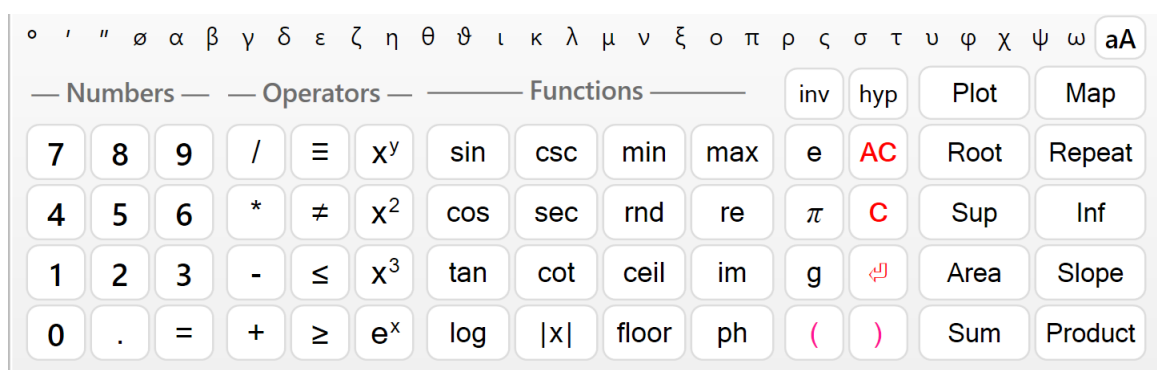 ° ′ ″ ø α β γ δ ε ζ η θ ϑ ι κ λ μ ν ξ ο π ρ ς σ τ υ φ χ ψ ω aA
Numbers Operators Functions inv hyp Plot Map
7 8 9 / ≡ xʸ sin csc min max e AC Root Repeat
4 5 6 * ≠ x² cos sec rnd re π C Sup Inf
1 2 3 - ≤ x³ tan cot ceil im g ⏎ Area Slope
0 . = + ≥ eˣ log |x| floor ph ( ) Sum Product